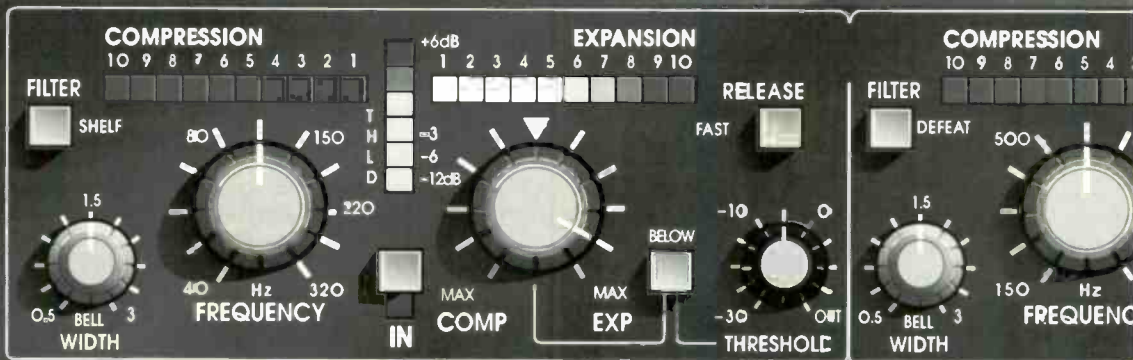 COMPRESSION
10 9 8 7 6 5 4 3 2 1
FILTER
SHELF
80
150
220
320
40
Hz
FREQUENCY
1.5
0.5
BELL
3
WIDTH
+6dB
THLD
-3
-6
-12dB
IN
EXPANSION
1 2 3 4 5 6 7 8 9 10
MAX
COMP
MAX
EXP
BELOW
RELEASE
FAST
-10
0
-30
OUT
THRESHOLD
COMPRESSION
10 9 8 7 6 5 4
FILTER
DEFEAT
500
150
Hz
FREQUENC
1.5
0.5
BELL
3
WIDTH